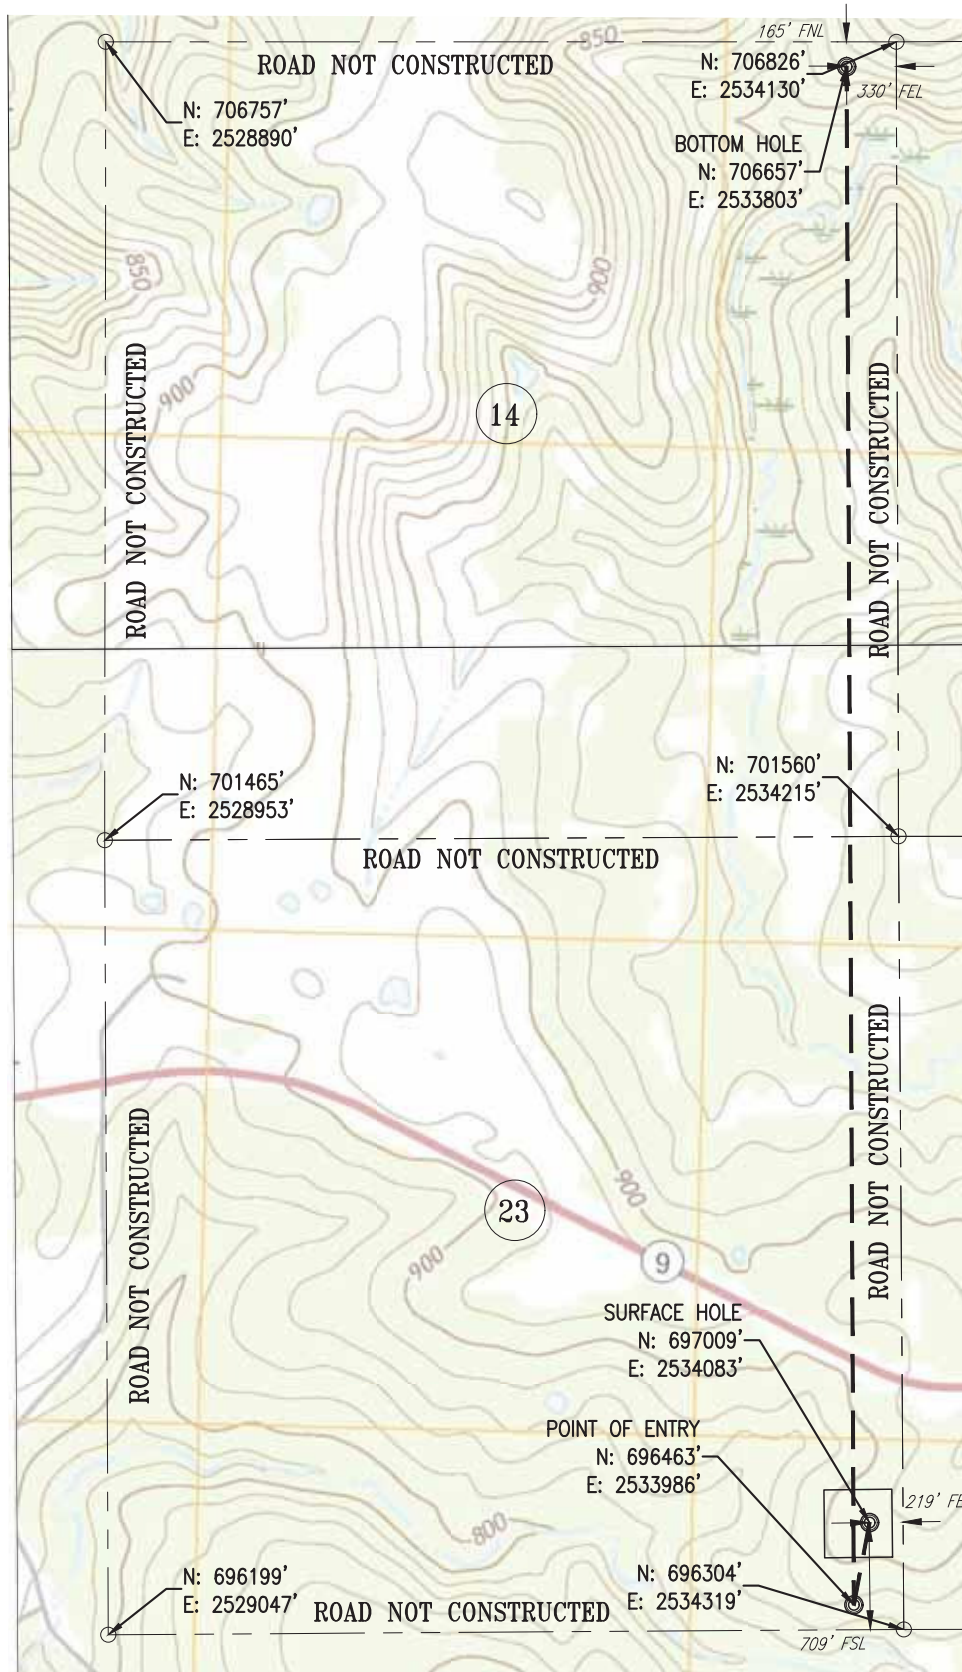 165' FNL
850
ROAD NOT CONSTRUCTED
N: 706826'
E: 2534130'
330' FEL
N: 706757'
E: 2528890'
BOTTOM HOLE
N: 706657'
E: 2533803'
850
900
900
ROAD NOT CONSTRUCTED
14
ROAD NOT CONSTRUCTED
N: 701465'
E: 2528953'
N: 701560'
E: 2534215'
ROAD NOT CONSTRUCTED
ROAD NOT CONSTRUCTED
ROAD NOT CONSTRUCTED
900
23
900
9
SURFACE HOLE
N: 697009'
E: 2534083'
POINT OF ENTRY
N: 696463'
E: 2533986'
219' FE
800
N: 696199'
E: 2529047'
N: 696304'
E: 2534319'
ROAD NOT CONSTRUCTED
709' FSL